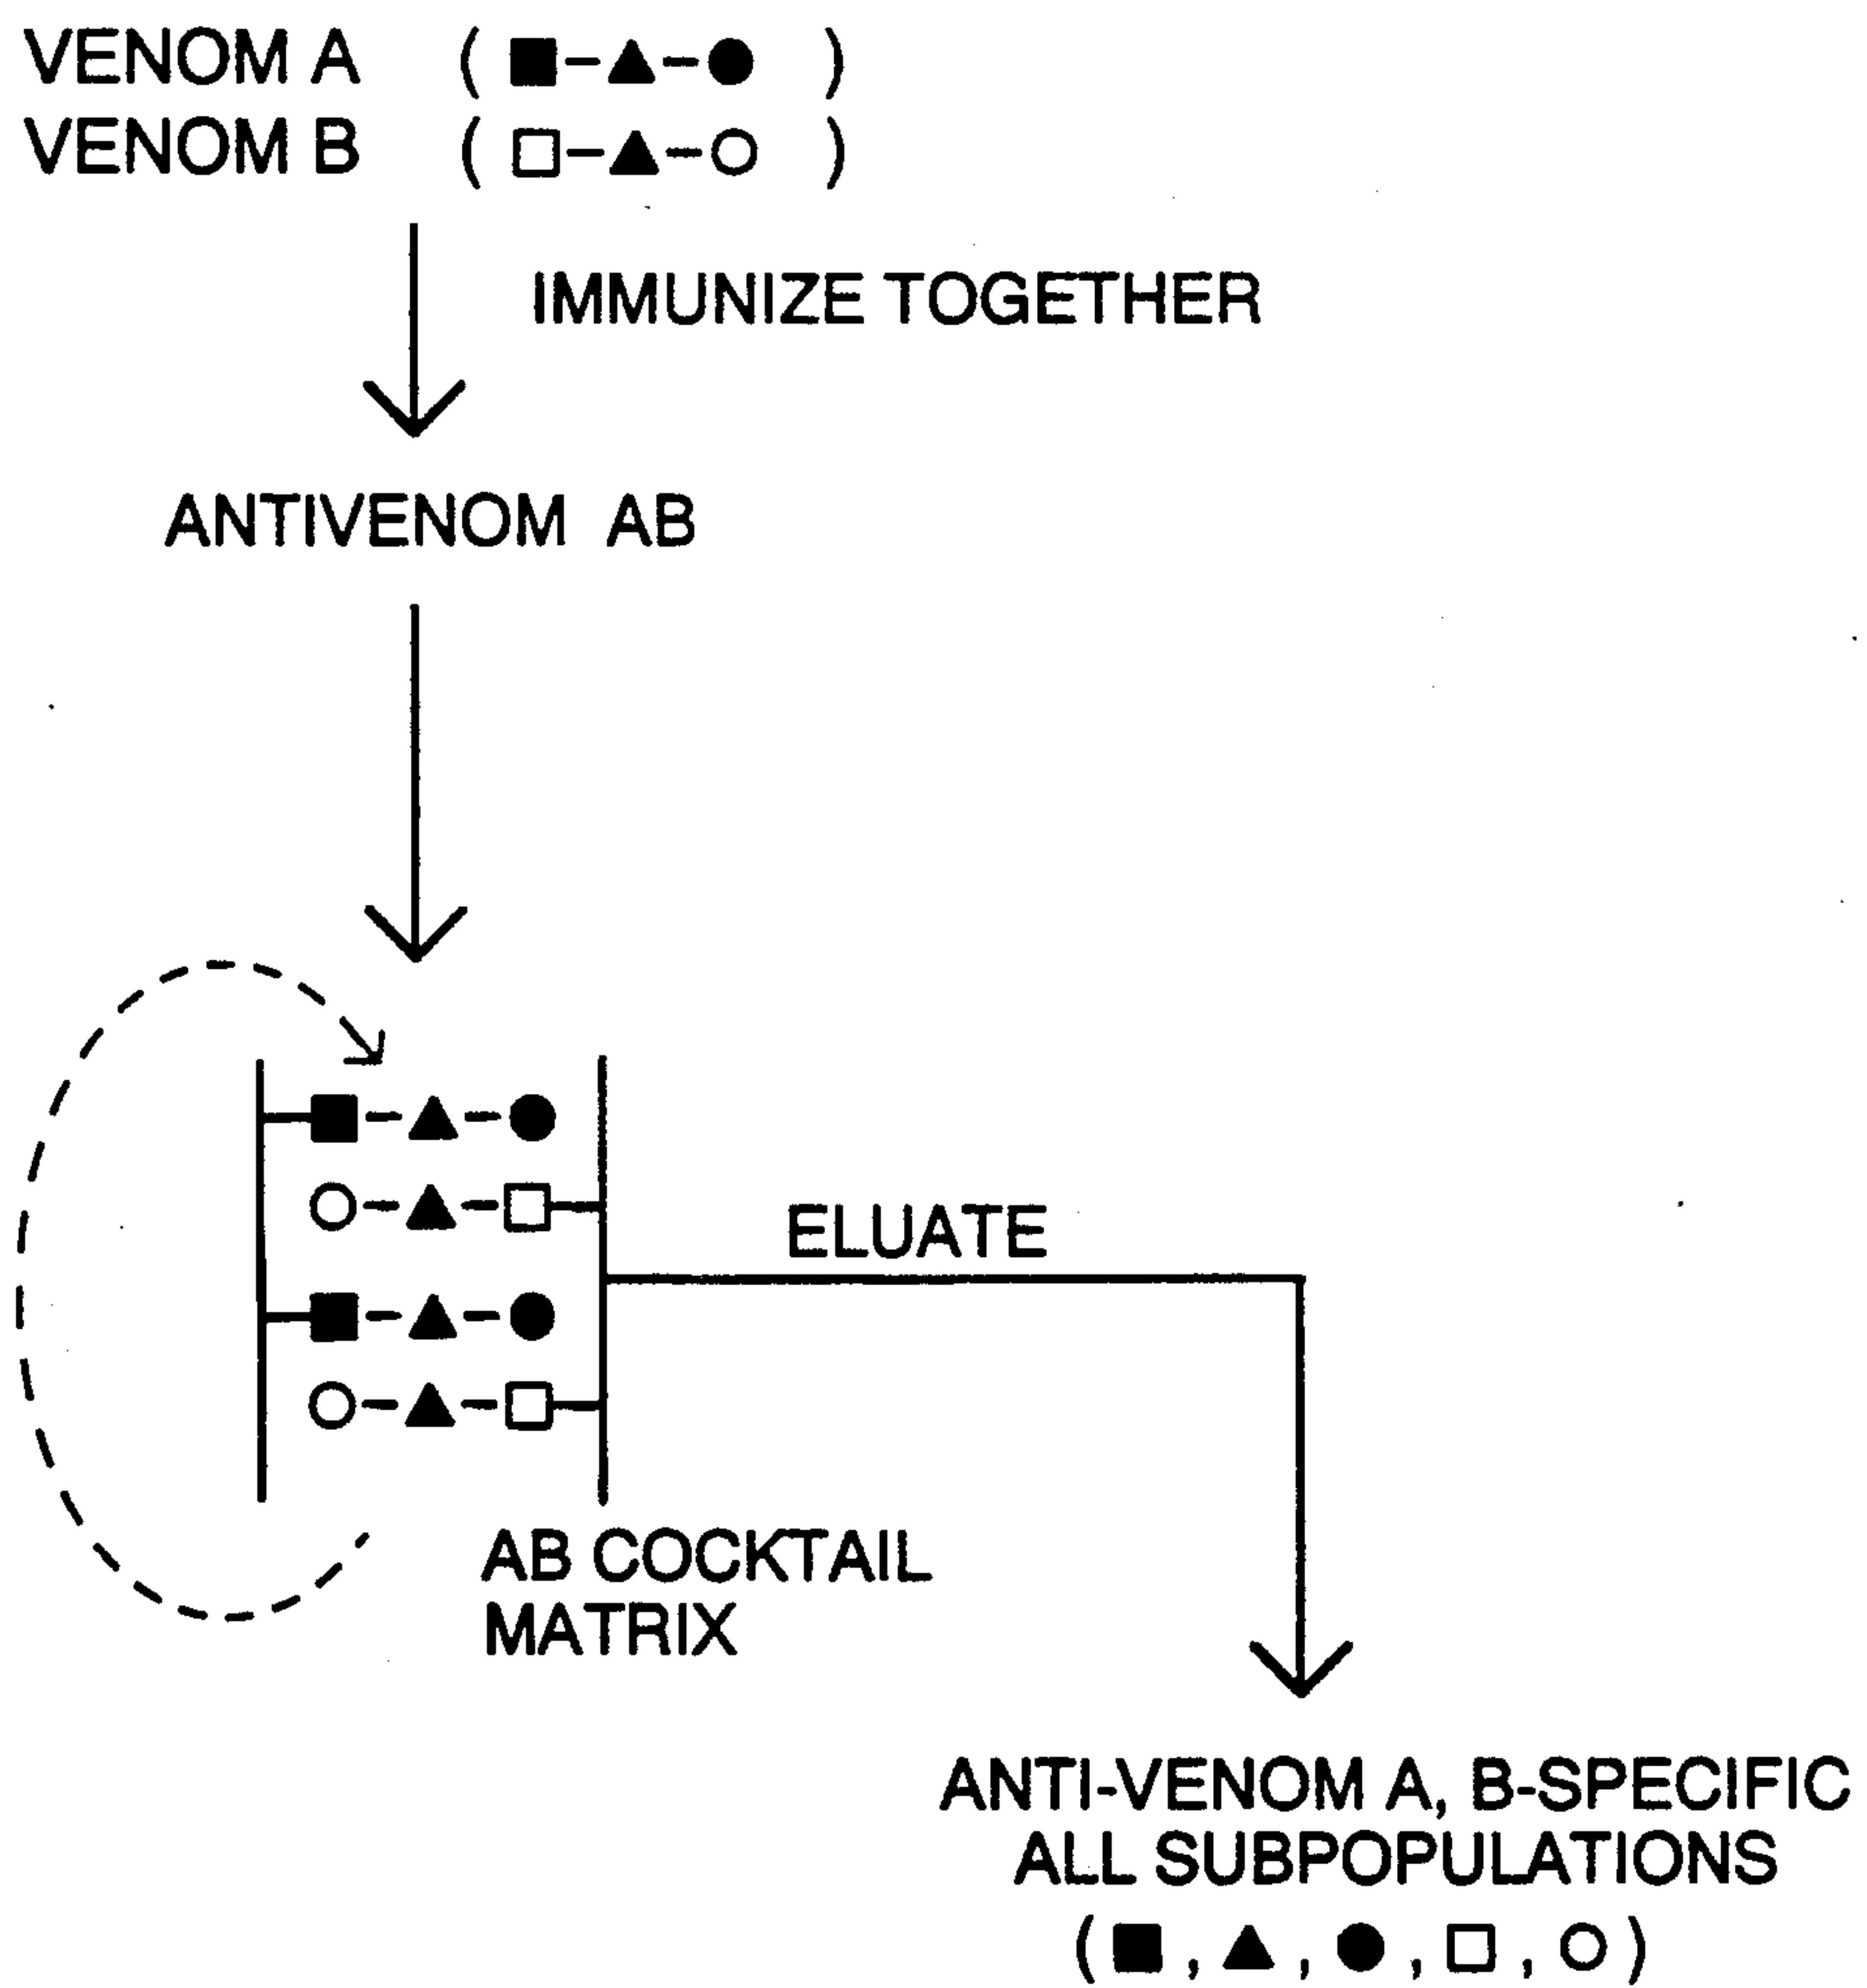 VENOM A ( ■-▲-● )
VENOM B ( □-▲-○ )
IMMUNIZE TOGETHER
ANTIVENOM AB
ELUATE
AB COCKTAIL
MATRIX
ANTI-VENOM A, B-SPECIFIC
ALL SUBPOPULATIONS
(■,▲,●,□,○)